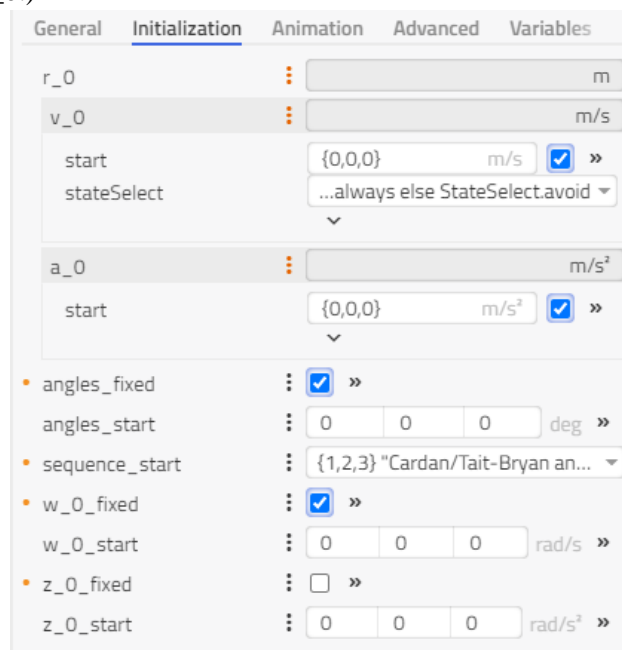 General Initialization Animation Advanced Variables
r_0 m
v_0 m/s
start {0,0,0} m/s »
stateSelect ...always else StateSelect.avoid
a_0 m/s²
start {0,0,0} m/s² »
angles_fixed »
angles_start 0 0 0 deg »
sequence_start {1,2,3} "Cardan/Tait-Bryan an...
w_0_fixed »
w_0_start 0 0 0 rad/s »
z_0_fixed »
z_0_start 0 0 0 rad/s² »